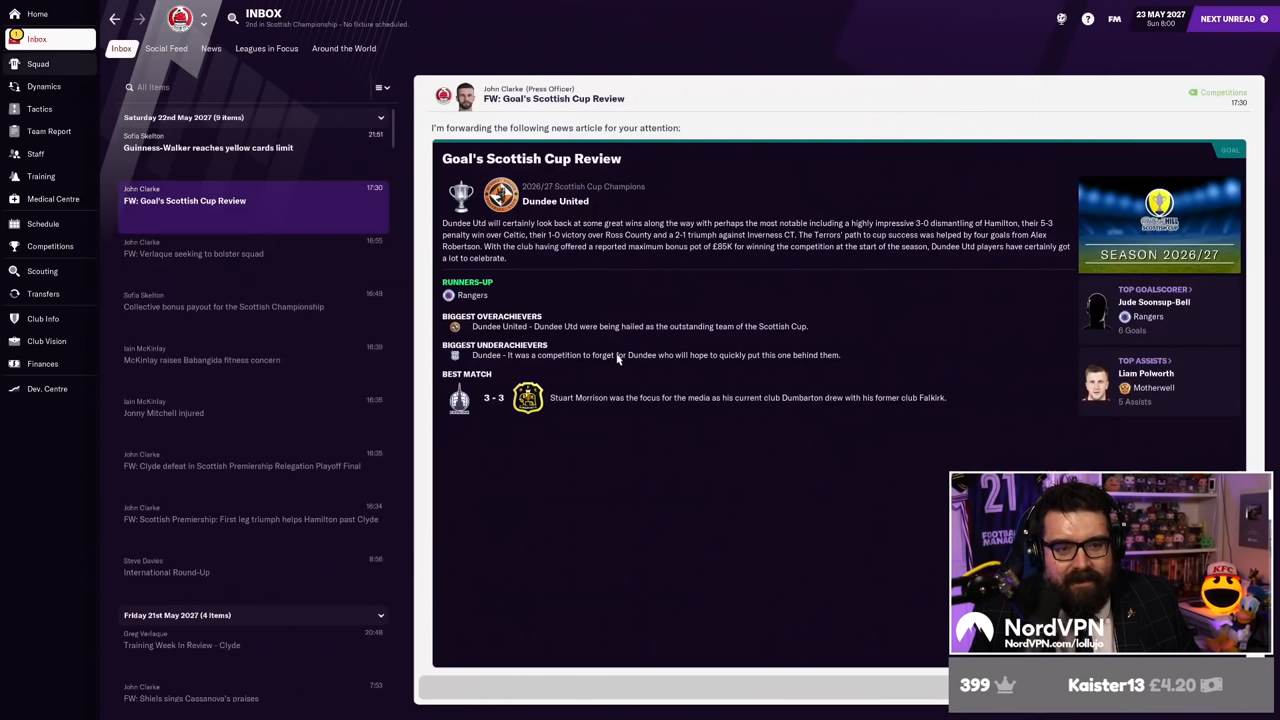 Home
Inbox
Squad
Dynamics
Tactics
Team Report
Staff
Training
Medical Centre
Schedule
Competitions
Scouting
Transfers
Club Info
Club Vision
Finances
Dev. Centre
INBOX
2nd in Scottish Championship - No fixture scheduled.
FM
23 MAY 2027
Sun 8:00
NEXT UNREAD
Inbox
Social Feed
News
Leagues in Focus
Around the World
All Items
Saturday 22nd May 2027 (9 items)
Sofia Skelton
21:51
Guinness-Walker reaches yellow cards limit
John Clarke
17:30
FW: Goal's Scottish Cup Review
John Clarke
16:55
FW: Verlaque seeking to bolster squad
Sofia Skelton
16:49
Collective bonus payout for the Scottish Championship
Iain McKinlay
16:39
McKinlay raises Babangida fitness concern
Iain McKinlay
16:35
Jonny Mitchell injured
John Clarke
16:35
FW: Clyde defeat in Scottish Premiership Relegation Playoff Final
John Clarke
16:34
FW: Scottish Premiership: First leg triumph helps Hamilton past Clyde
Steve Davies
8:56
International Round-Up
Friday 21st May 2027 (4 items)
Greg Verlaque
20:48
Training Week In Review - Clyde
John Clarke
7:53
FW: Shiels sings Cassanova's praises
John Clarke (Press Officer)
FW: Goal's Scottish Cup Review
Competitions
17:30
I'm forwarding the following news article for your attention:
Goal's Scottish Cup Review
GOAL
2026/27 Scottish Cup Champions
Dundee United
Dundee Utd will certainly look back at some great wins along the way with perhaps the most notable including a highly impressive 3-0 dismantling of Hamilton, their 5-3
penalty win over Celtic, their 1-0 victory over Ross County and a 2-1 triumph against Inverness CT. The Terrors' path to cup success was helped by four goals from Alex
Robertson. With the club having offered a reported maximum bonus pot of £85K for winning the competition at the start of the season, Dundee Utd players have certainly got
a lot to celebrate.
SEASON 2026/27
RUNNERS-UP
Rangers
BIGGEST OVERACHIEVERS
Dundee United - Dundee Utd were being hailed as the outstanding team of the Scottish Cup.
BIGGEST UNDERACHIEVERS
Dundee - It was a competition to forget for Dundee who will hope to quickly put this one behind them.
BEST MATCH
3 - 3
Stuart Morrison was the focus for the media as his current club Dumbarton drew with his former club Falkirk.
TOP GOALSCORER
Jude Soonsup-Bell
Rangers
6 Goals
TOP ASSISTS
Liam Polworth
Motherwell
5 Assists
KFC
NordVPN
NordVPN.com/lollujo
399
Kaister13 £4.20